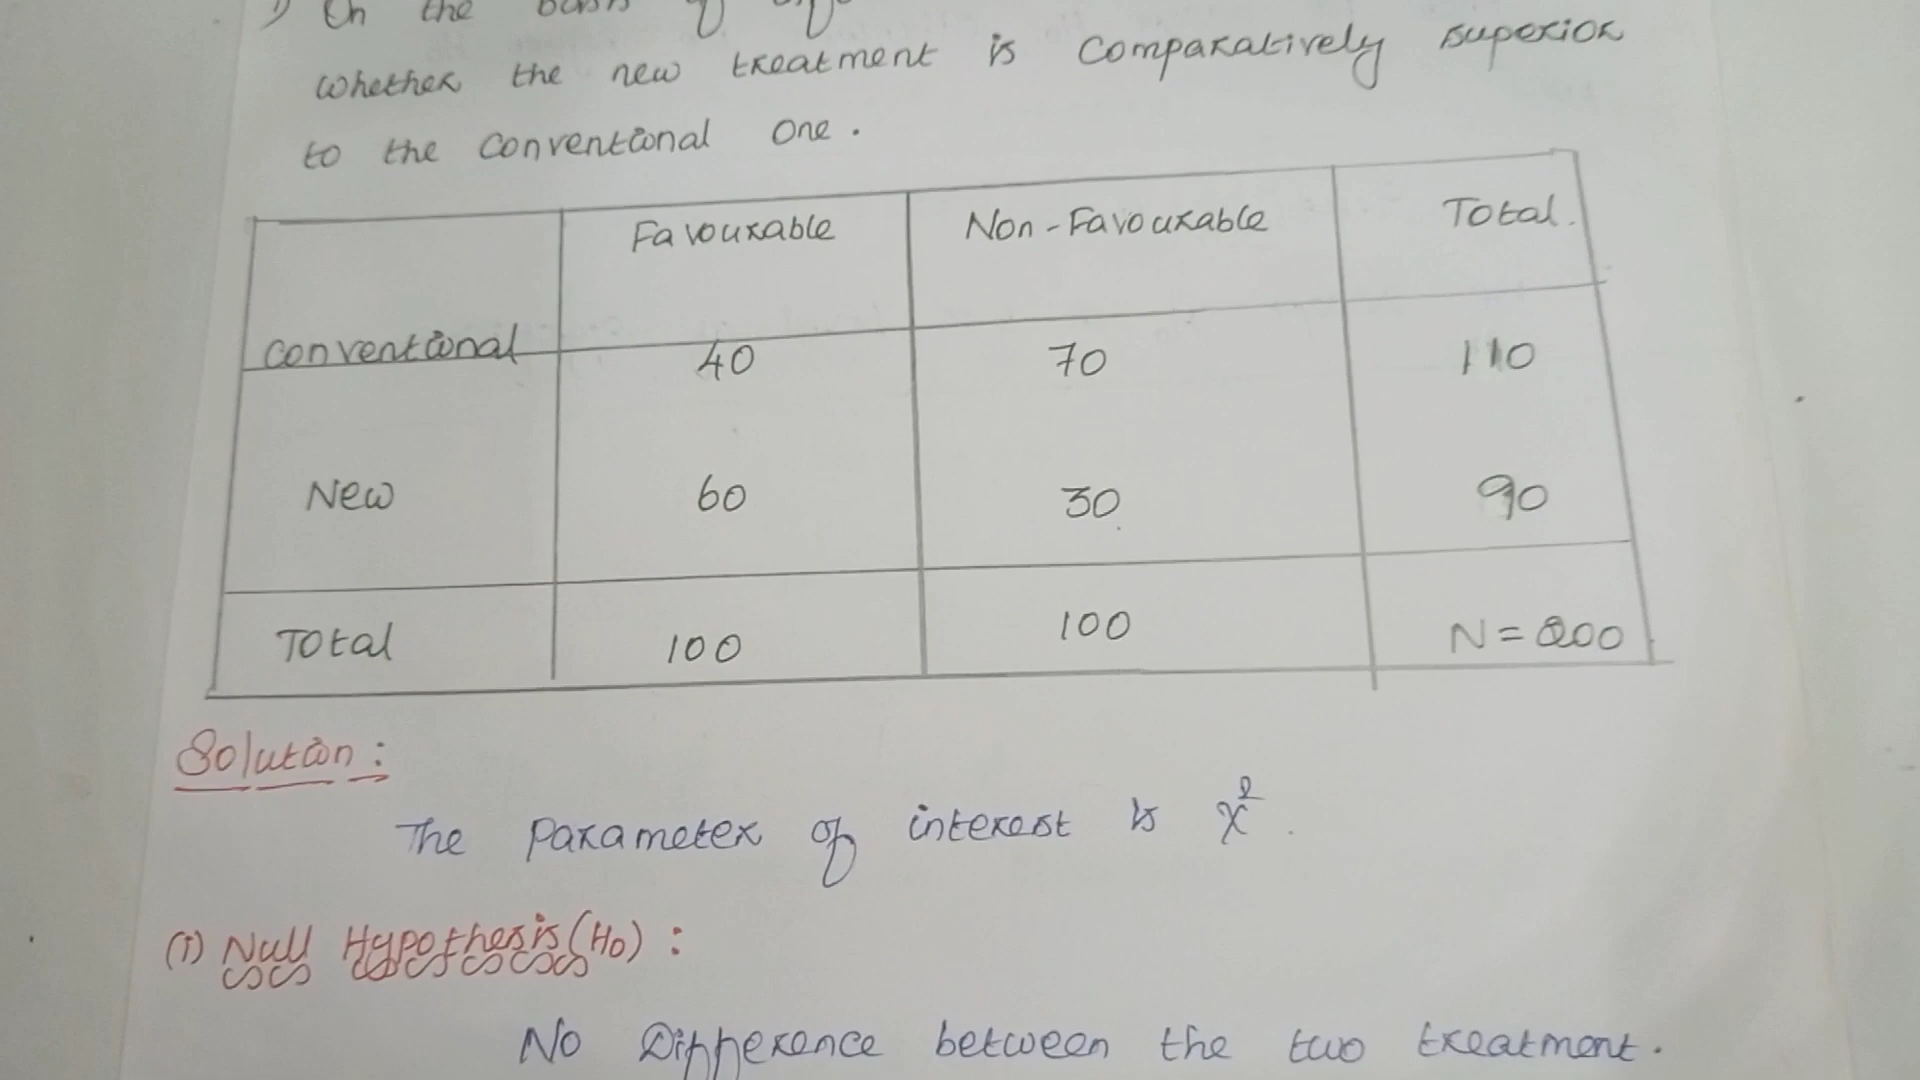 On the
whether the new treatment is comparatively superior
to the conventional one.
Favourable Non-Favourable Total.
conventional 40 70 110
New 60 30 90
Total 100 100 N=200
Solution:
The Parameter of interest is χ².
(i) Null Hypothesis (H0):
No Difference between the two treatment.